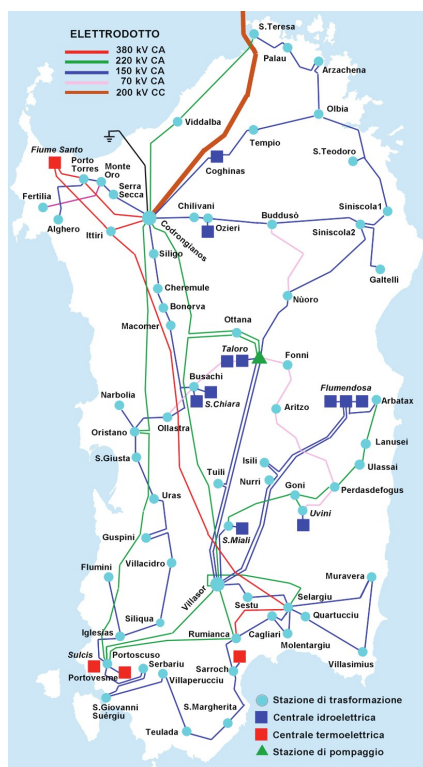 ELETTRODOTTO
380 kV CA
220 kV CA
150 kV CA
70 kV CA
200 kV CC
S.Teresa
Palau
Arzachena
Olbia
Viddalba
Tempio
S.Teodoro
Coghinas
Fiume Santo
Porto
Torres
Monte
Oro
Serra
Secca
Fertilia
Alghero
Ittiri
Codrongianos
Chilivani
Ozieri
Buddusò
Siniscola1
Siniscola2
Galtelli
Siligo
Cheremule
Bonorva
Macomer
Nùoro
Ottana
Taloro
Fonni
Busachi
S.Chiara
Flumendosa
Arbatax
Narbolia
Ollastra
Aritzo
Oristano
S.Giusta
Lanusei
Ulassai
Isili
Nurri
Tuili
Goni
Perdasdefogus
Uras
Uvini
S.Miali
Guspini
Villacidro
Flumini
Villasor
Muravera
Selargiu
Sestu
Quartucciu
Siliqua
Iglesias
Rumianca
Cagliari
Molentargiu
Villasimius
Sulcis
Portoscuso
Portovesme
Serbariu
Villaperucciu
Sarroch
S.Giovanni
Suérgiu
S.Margherita
Teulada
Stazione di trasformazione
Centrale idroelettrica
Centrale termoelettrica
Stazione di pompaggio